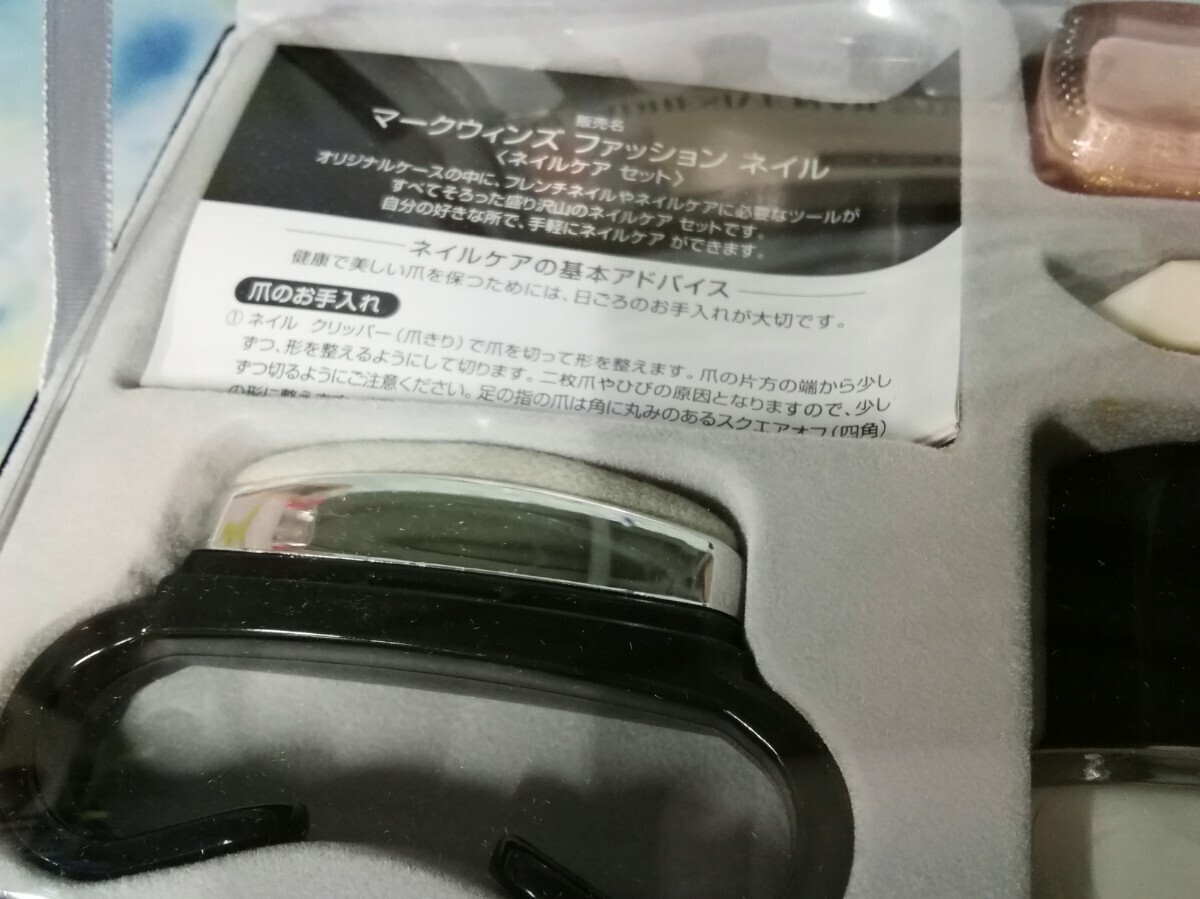 販売名
マークウィンズ ファッション ネイル
〈ネイルケア セット〉
オリジナルケースの中に、フレンチネイルやネイルケアに必要なツールが
すべてそろった盛り沢山のネイルケア セットです。
自分の好きな所で、手軽にネイルケア ができます。
ネイルケアの基本アドバイス
健康で美しい爪を保つためには、日ごろのお手入れが大切です。
爪のお手入れ
① ネイル クリッパー（爪きり）で爪を切って形を整えます。爪の片方の端から少し
ずつ、形を整えるようにして切ります。二枚爪やひびの原因となりますので、少し
ずつ切るようにご注意ください。足の指の爪は角に丸みのあるスクエアオフ（四角）
の形に整えます